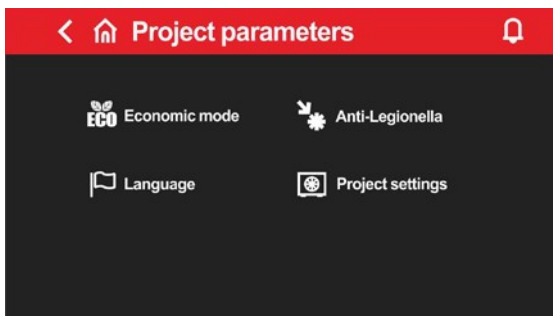 Project parameters
ECO Economic mode
Anti-Legionella
Language
Project settings